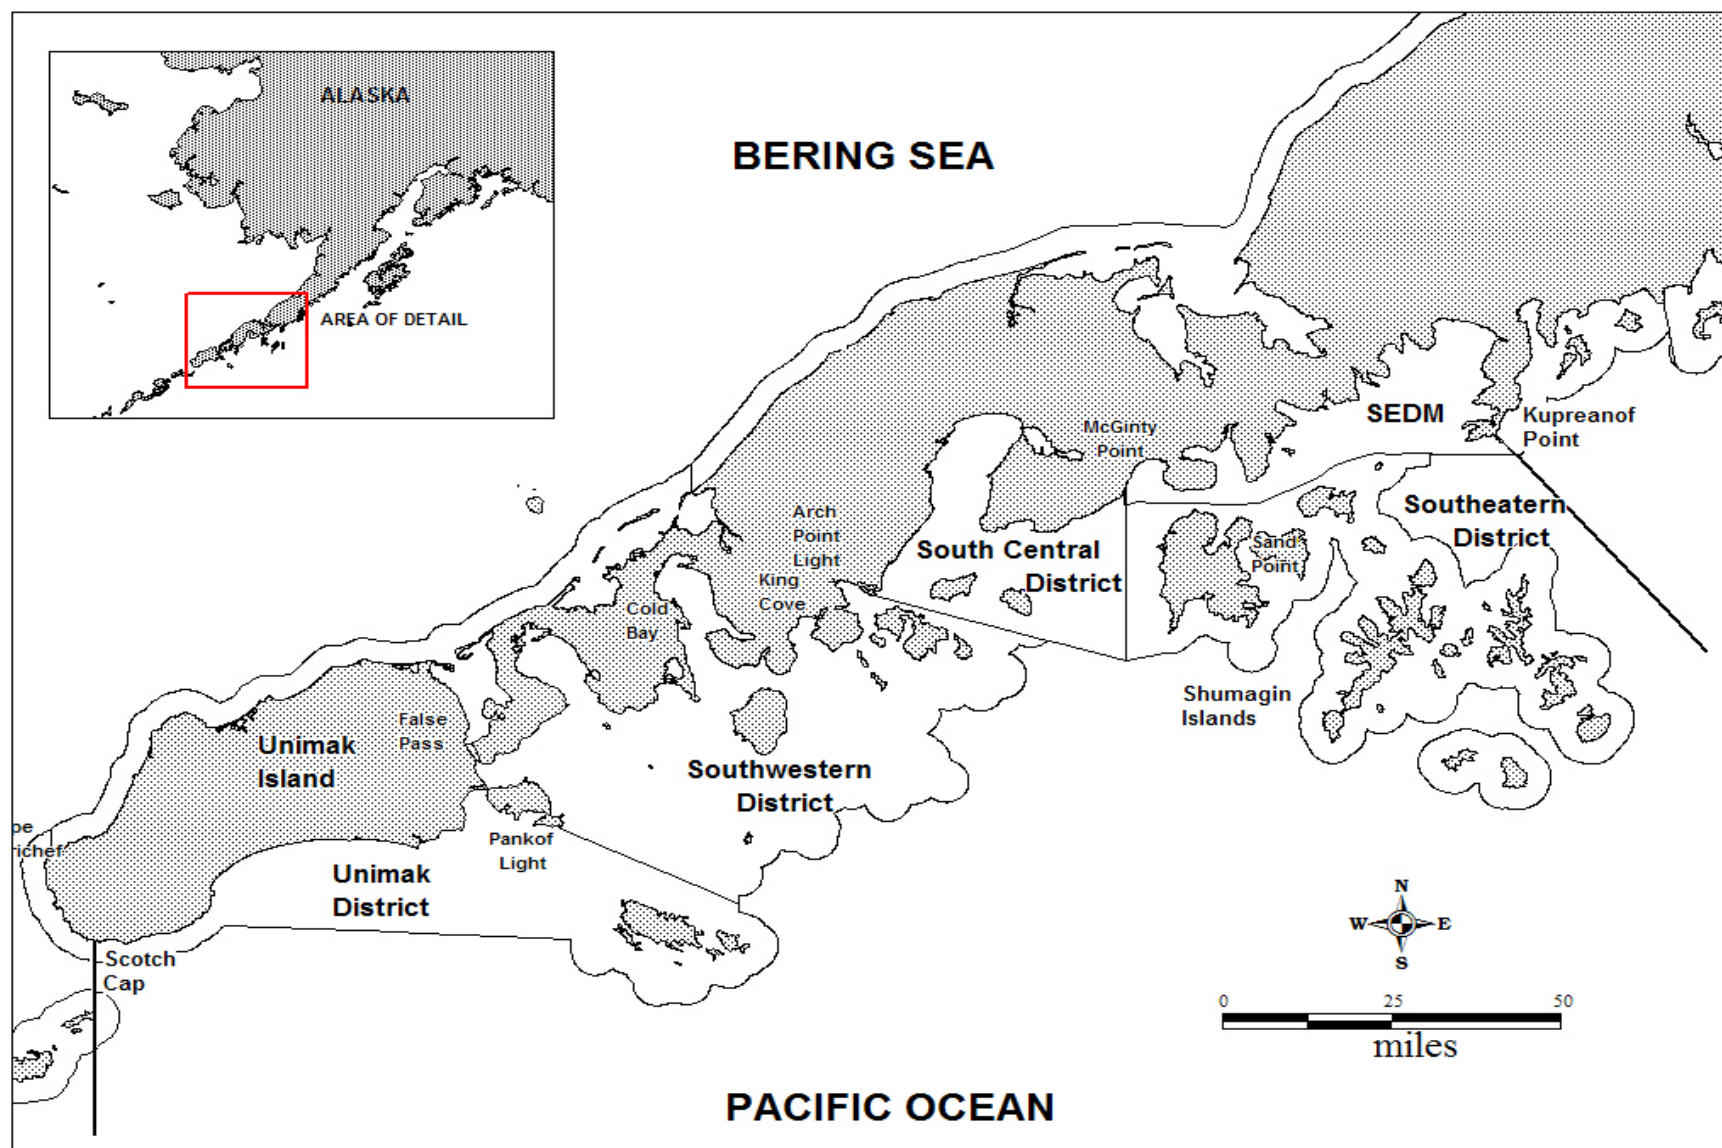 ALASKA
AREA OF DETAIL
BERING SEA
SEDM
Kupreanof
Point
McGinty
Point
Southeatern
District
Arch
Point
Light
South Central
District
Sand
Point
King
Cove
Cold
Bay
Shumagin
Islands
False
Pass
Unimak
Island
Southwestern
District
pe
richef
Pankof
Light
Unimak
District
Scotch
Cap
N
W
E
S
0
25
50
miles
PACIFIC OCEAN